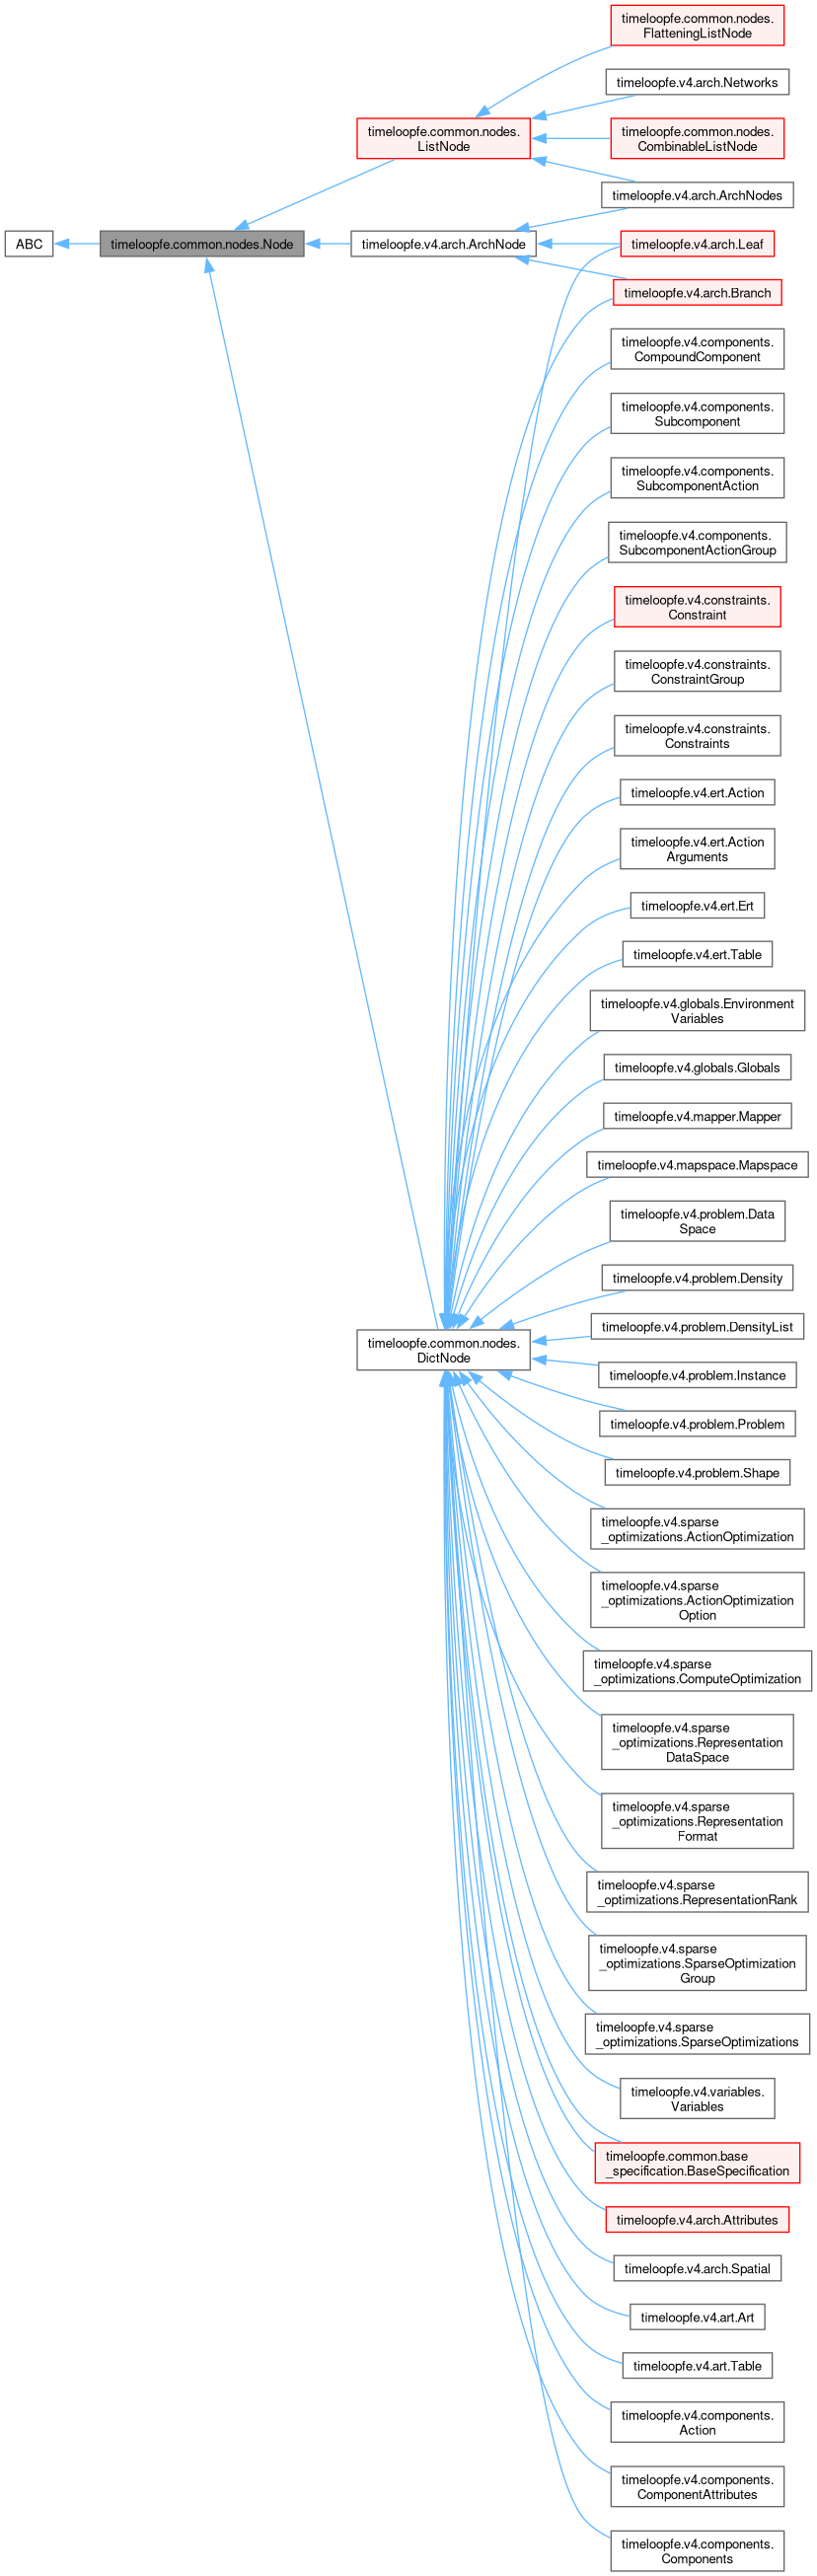 timeloopfe.common.nodes.
FlatteningListNode
timeloopfe.v4.arch.Networks
timeloopfe.common.nodes.
ListNode
timeloopfe.common.nodes.
CombinableListNode
timeloopfe.v4.arch.ArchNodes
ABC
timeloopfe.common.nodes.Node
timeloopfe.v4.arch.ArchNode
timeloopfe.v4.arch.Leaf
timeloopfe.v4.arch.Branch
timeloopfe.v4.components.
CompoundComponent
timeloopfe.v4.components.
Subcomponent
timeloopfe.v4.components.
SubcomponentAction
timeloopfe.v4.components.
SubcomponentActionGroup
timeloopfe.v4.constraints.
Constraint
timeloopfe.v4.constraints.
ConstraintGroup
timeloopfe.v4.constraints.
Constraints
timeloopfe.v4.ert.Action
timeloopfe.v4.ert.Action
Arguments
timeloopfe.v4.ert.Ert
timeloopfe.v4.ert.Table
timeloopfe.v4.globals.Environment
Variables
timeloopfe.v4.globals.Globals
timeloopfe.v4.mapper.Mapper
timeloopfe.v4.mapspace.Mapspace
timeloopfe.v4.problem.Data
Space
timeloopfe.v4.problem.Density
timeloopfe.v4.problem.DensityList
timeloopfe.common.nodes.
DictNode
timeloopfe.v4.problem.Instance
timeloopfe.v4.problem.Problem
timeloopfe.v4.problem.Shape
timeloopfe.v4.sparse
_optimizations.ActionOptimization
timeloopfe.v4.sparse
_optimizations.ActionOptimization
Option
timeloopfe.v4.sparse
_optimizations.ComputeOptimization
timeloopfe.v4.sparse
_optimizations.Representation
DataSpace
timeloopfe.v4.sparse
_optimizations.Representation
Format
timeloopfe.v4.sparse
_optimizations.RepresentationRank
timeloopfe.v4.sparse
_optimizations.SparseOptimization
Group
timeloopfe.v4.sparse
_optimizations.SparseOptimizations
timeloopfe.v4.variables.
Variables
timeloopfe.common.base
_specification.BaseSpecification
timeloopfe.v4.arch.Attributes
timeloopfe.v4.arch.Spatial
timeloopfe.v4.art.Art
timeloopfe.v4.art.Table
timeloopfe.v4.components.
Action
timeloopfe.v4.components.
ComponentAttributes
timeloopfe.v4.components.
Components